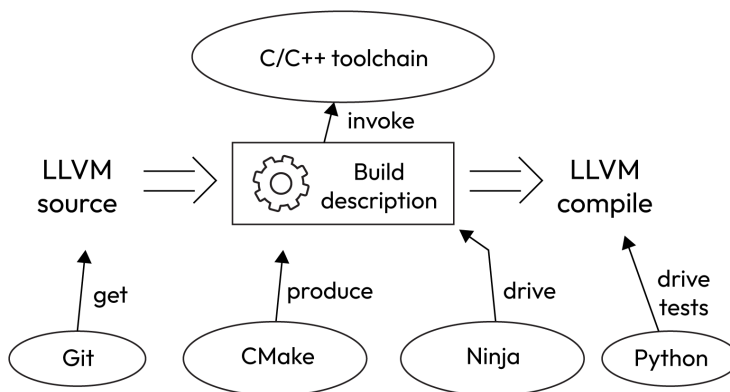 C/C++ toolchain
invoke
LLVM
source
Build
description
LLVM
compile
get
produce
drive
drive
tests
Git
CMake
Ninja
Python